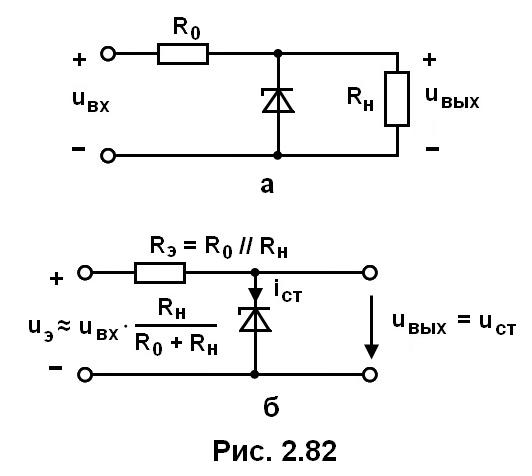 R₀
+ +
uвх Rн uвых
− −
а
Rэ = R₀ // Rн
+ iст
uэ ≈ uвх · Rн / (R₀ + Rн) uвых = uст
−
б
Рис. 2.82